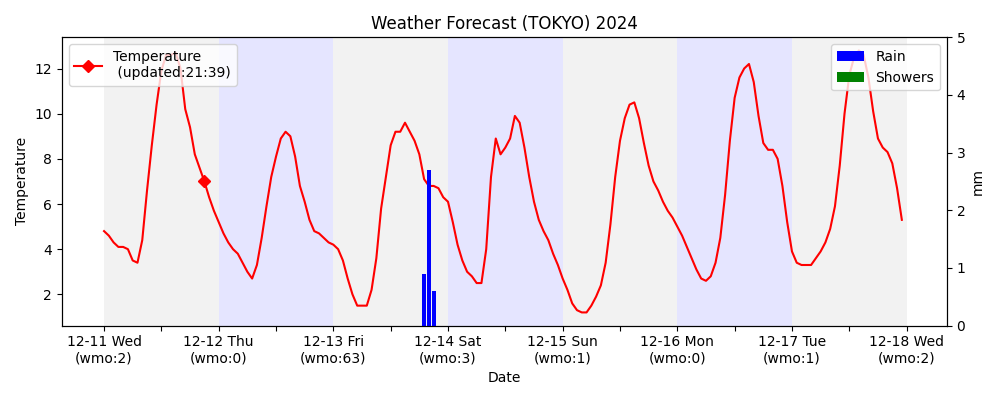 Weather Forecast (TOKYO) 2024
Temperature
(updated:21:39)
Rain
Showers
12
10
8
6
4
2
5
4
3
2
1
0
Temperature
mm
12-11 Wed
(wmo:2)
12-12 Thu
(wmo:0)
12-13 Fri
(wmo:63)
12-14 Sat
(wmo:3)
12-15 Sun
(wmo:1)
12-16 Mon
(wmo:0)
12-17 Tue
(wmo:1)
12-18 Wed
(wmo:2)
Date